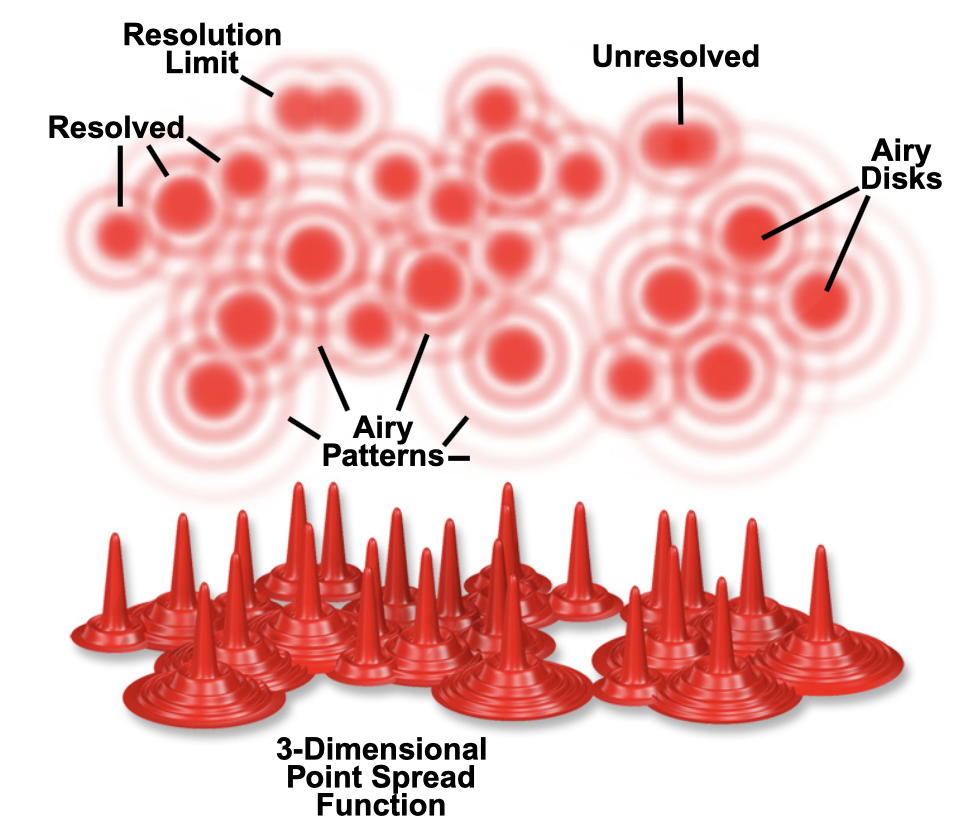 Resolution
Limit
Unresolved
Resolved
Airy
Disks
Airy
Patterns
3-Dimensional
Point Spread
Function